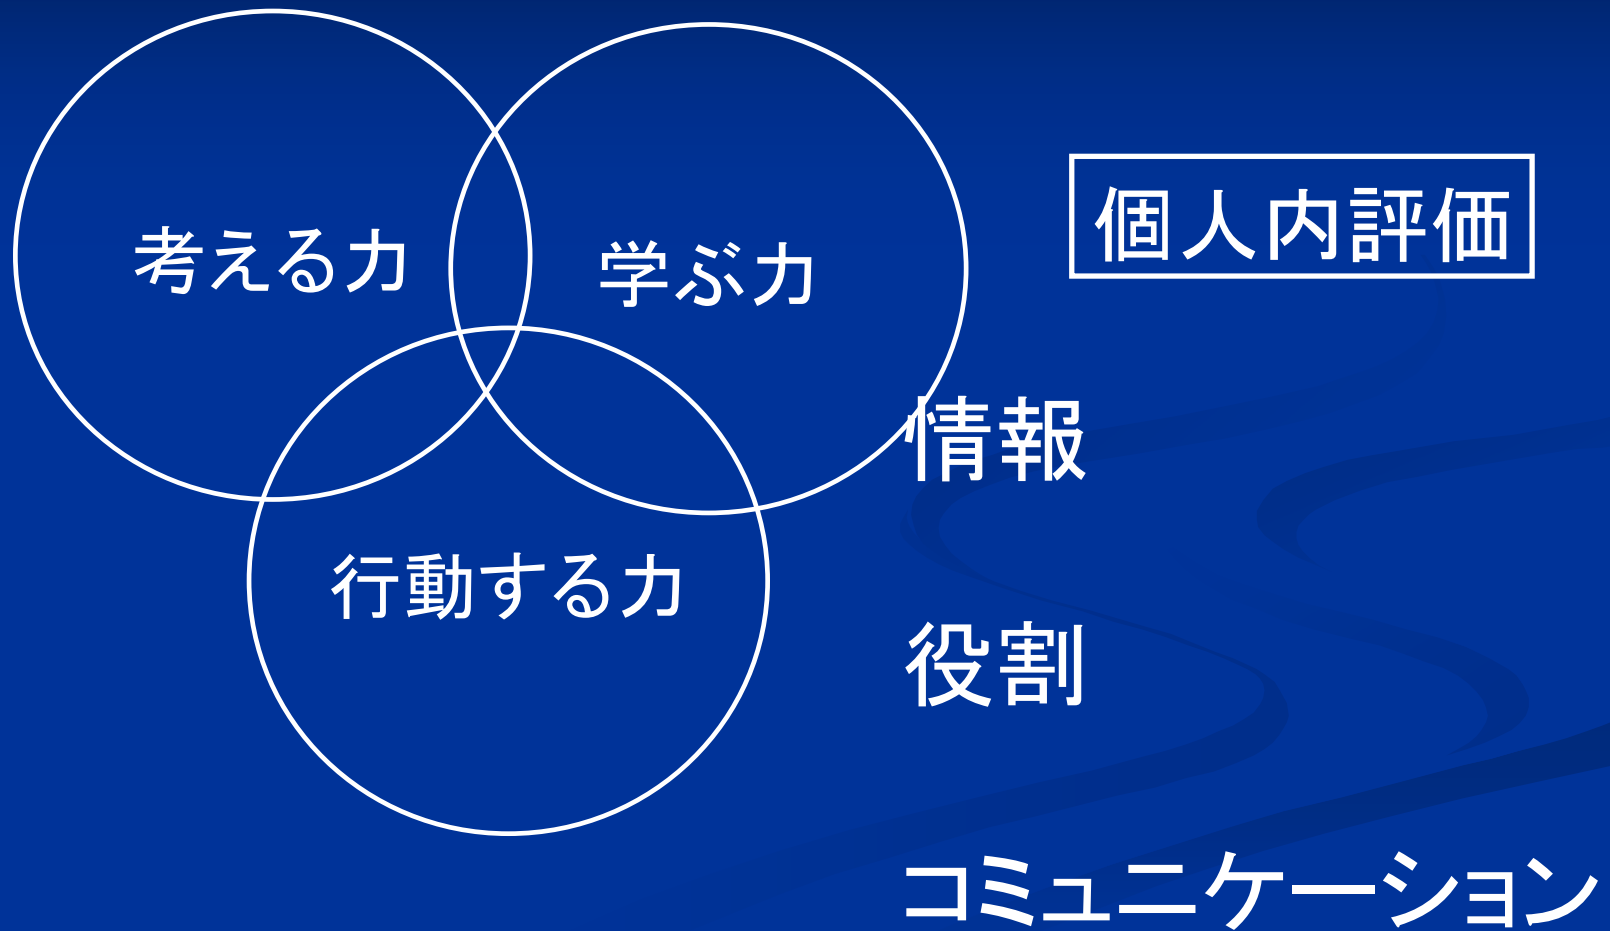 考える力
学ぶ力
個人内評価
情報
行動する力
役割
コミュニケーション